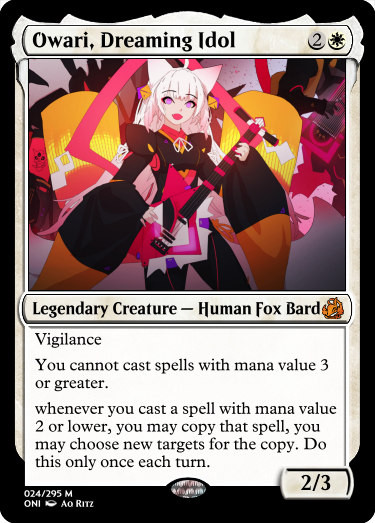 Owari, Dreaming Idol 2
Legendary Creature — Human Fox Bard
Vigilance
You cannot cast spells with mana value 3
or greater.
whenever you cast a spell with mana value
2 or lower, you may copy that spell, you
may choose new targets for the copy. Do
this only once each turn.
2/3
024/295 M
ONI Ao Ritz